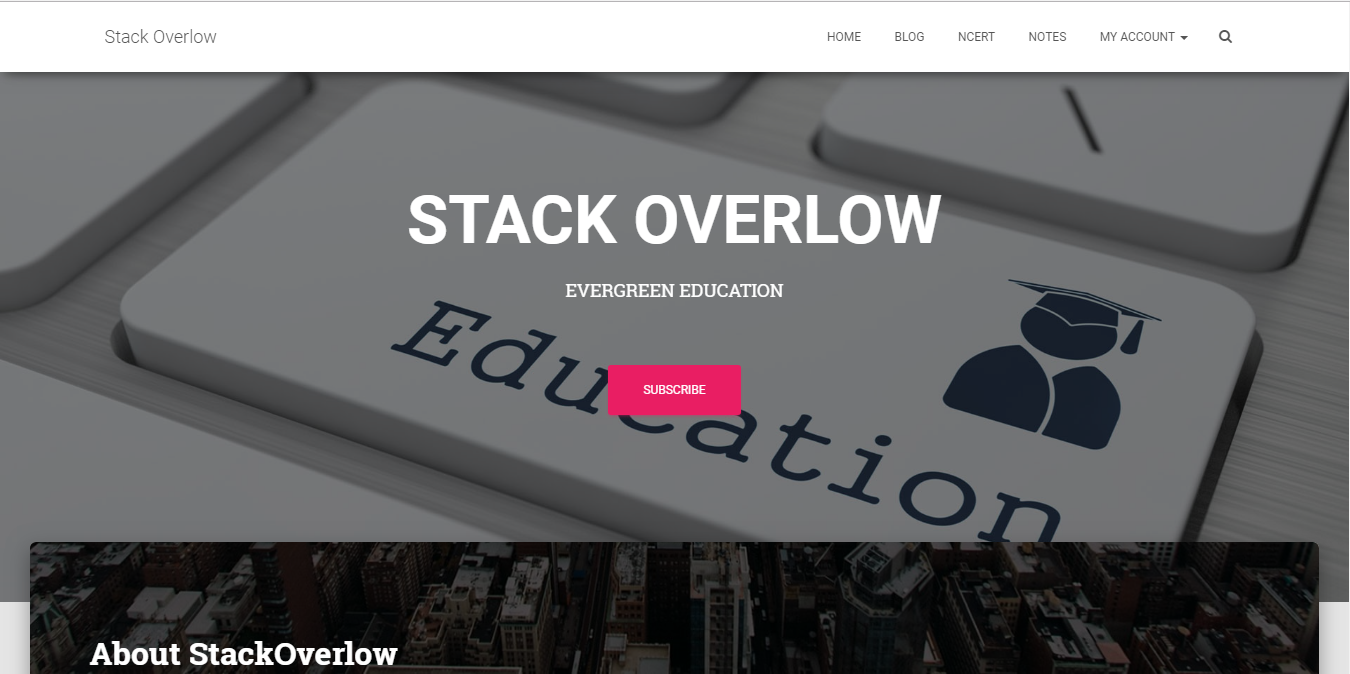 Stack Overlow
HOME BLOG NCERT NOTES MY ACCOUNT
STACK OVERLOW
EVERGREEN EDUCATION
SUBSCRIBE
Education
About StackOverlow